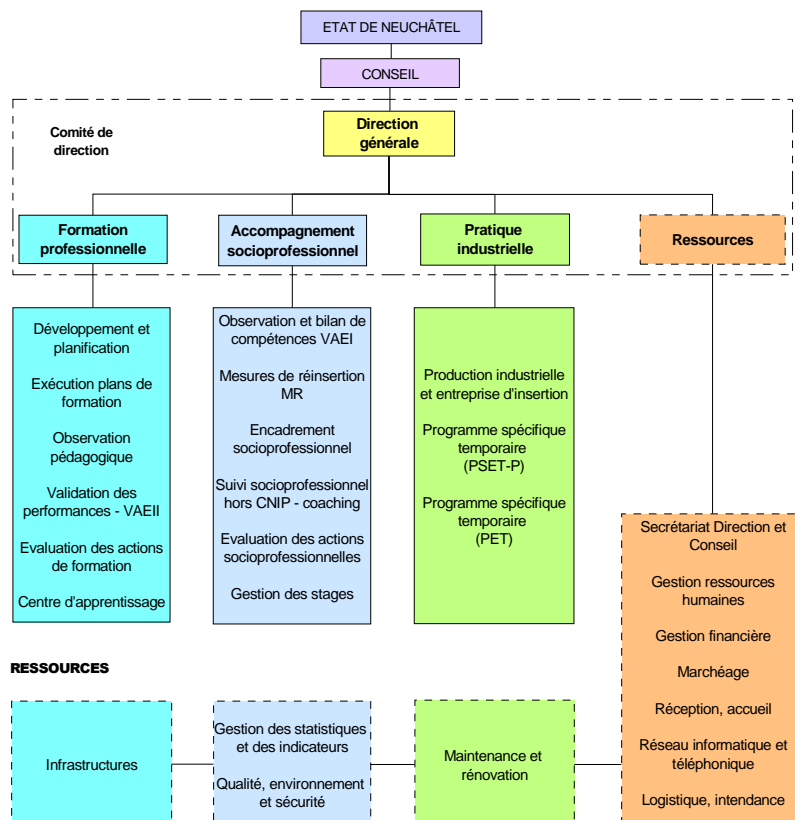 ETAT DE NEUCHÂTEL
CONSEIL
Comité de
direction
Direction
générale
Formation
professionnelle
Accompagnement
socioprofessionnel
Pratique
industrielle
Ressources
Développement et
planification
Exécution plans de
formation
Observation
pédagogique
Validation des
performances - VAEII
Evaluation des actions
de formation
Centre d'apprentissage
Observation et bilan de
compétences VAEI
Mesures de réinsertion
MR
Encadrement
socioprofessionnel
Suivi socioprofessionnel
hors CNIP - coaching
Evaluation des actions
socioprofessionnelles
Gestion des stages
Production industrielle
et entreprise d'insertion
Programme spécifique
temporaire
(PSET-P)
Programme spécifique
temporaire
(PET)
Secrétariat Direction et
Conseil
Gestion ressources
humaines
Gestion financière
Marchéage
Réception, accueil
Réseau informatique et
téléphonique
Logistique, intendance
RESSOURCES
Infrastructures
Gestion des statistiques
et des indicateurs
Qualité, environnement
et sécurité
Maintenance et
rénovation